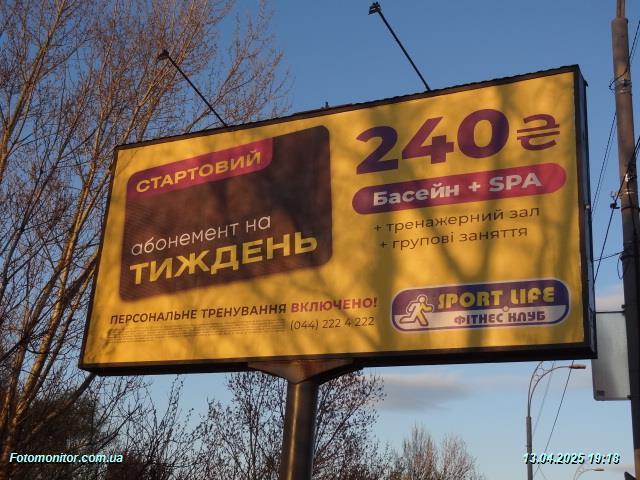 СТАРТОВИЙ
абонемент на
ТИЖДЕНЬ
240₴
Басейн + SPA
+ тренажерний зал
+ групові заняття
ПЕРСОНАЛЬНЕ ТРЕНУВАННЯ ВКЛЮЧЕНО!
(044) 222 4 222
SPORT LIFE
ФІТНЕС КЛУБ
Fotomonitor.com.ua
13.04.2025 19:18